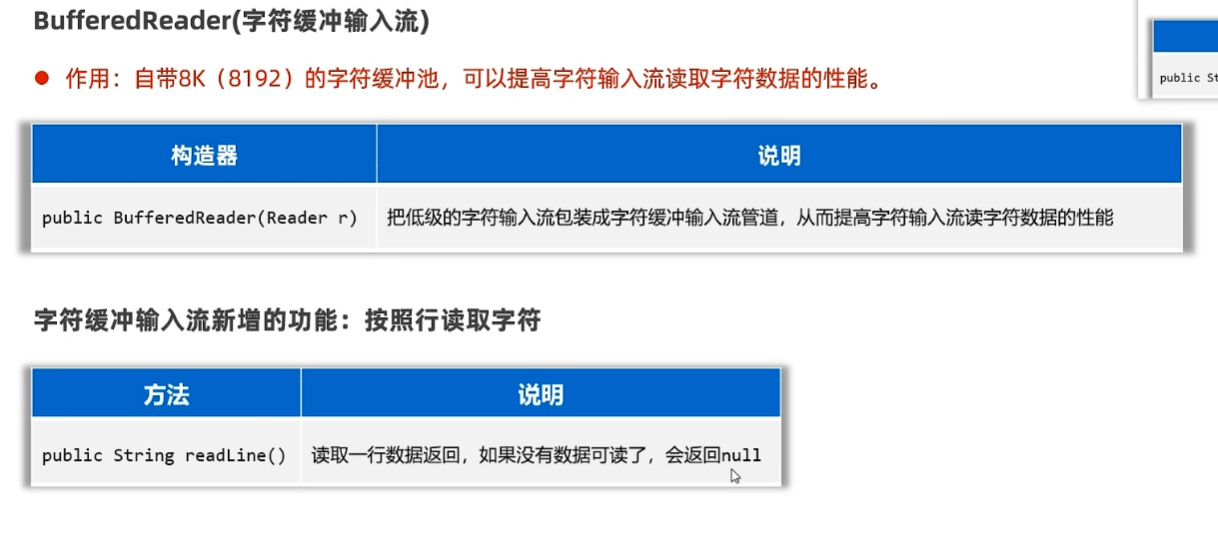 BufferedReader(字符缓冲输入流)
作用：自带8K（8192）的字符缓冲池，可以提高字符输入流读取字符数据的性能。
构造器 说明
public BufferedReader(Reader r) 把低级的字符输入流包装成字符缓冲输入流管道，从而提高字符输入流读字符数据的性能
字符缓冲输入流新增的功能：按照行读取字符
方法 说明
public String readLine() 读取一行数据返回，如果没有数据可读了，会返回null
public